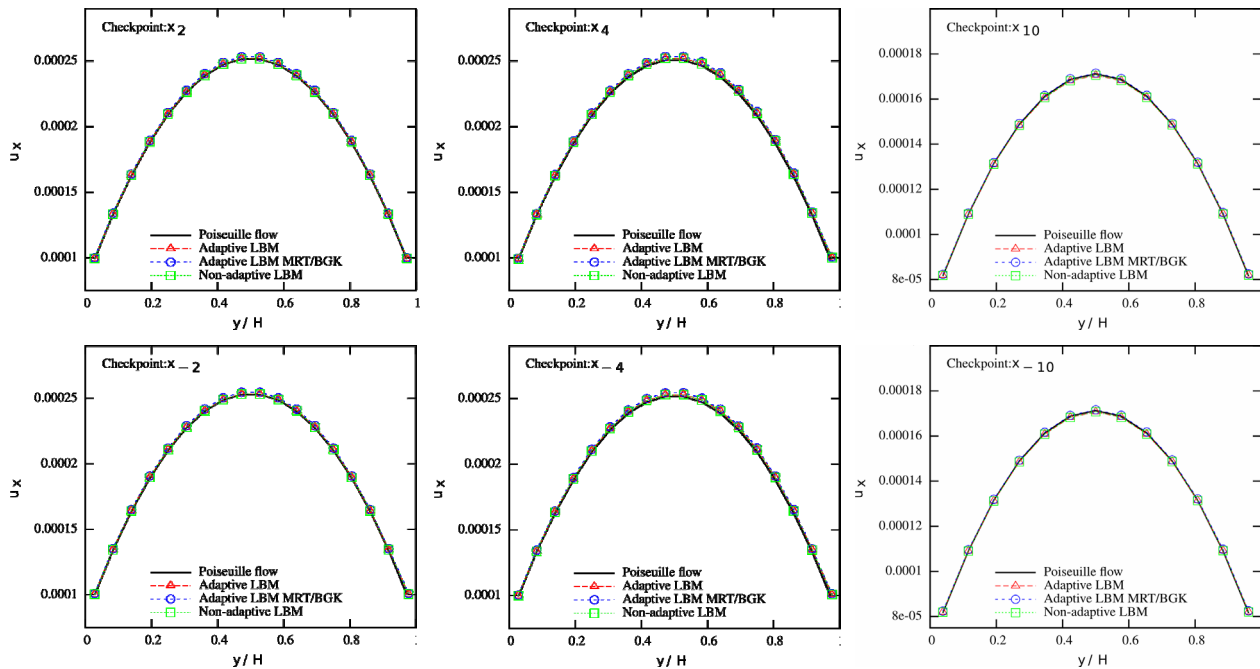 Checkpoint:x 2
0.00025
0.0002
0.00015
0.0001
u x
Poiseuille flow
Adaptive LBM
Adaptive LBM MRT/BGK
Non-adaptive LBM
0 0.2 0.4 0.6 0.8 1
y / H
Checkpoint:x 4
0.00025
0.0002
0.00015
0.0001
u x
Poiseuille flow
Adaptive LBM
Adaptive LBM MRT/BGK
Non-adaptive LBM
0 0.2 0.4 0.6 0.8 1
y / H
Checkpoint:x 10
0.00018
0.00017
0.00013
0.00011
0.00012
8e-05
u x
Poiseuille flow
Adaptive LBM
Adaptive LBM MRT/BGK
Non-adaptive LBM
0 0.2 0.4 0.6 0.8
y / H
Checkpoint:x −2
0.00025
0.0002
0.00015
0.0001
u x
Poiseuille flow
Adaptive LBM
Adaptive LBM MRT/BGK
Non-adaptive LBM
0 0.2 0.4 0.6 0.8 1
y / H
Checkpoint:x −4
0.00025
0.0002
0.00015
0.0001
u x
Poiseuille flow
Adaptive LBM
Adaptive LBM MRT/BGK
Non-adaptive LBM
0 0.2 0.4 0.6 0.8 1
y / H
Checkpoint:x −10
0.00018
0.00016
0.00014
0.00012
0.0001
8e-05
u x
Poiseuille flow
Adaptive LBM
Adaptive LBM MRT/BGK
Non-adaptive LBM
0 0.2 0.4 0.6 0.8
y / H